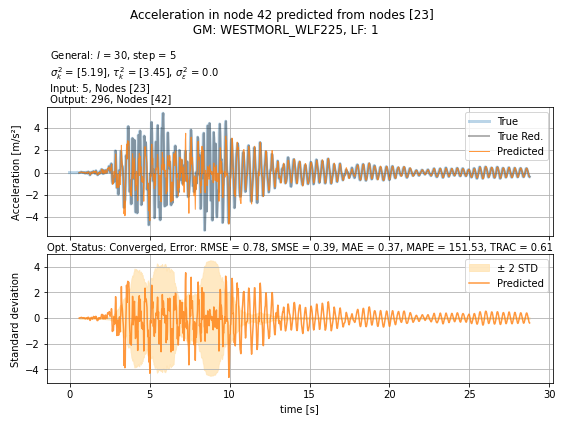 Acceleration in node 42 predicted from nodes [23]
GM: WESTMORL_WLF225, LF: 1
General: l = 30, step = 5
σ²ₖ = [5.19], τ²ₖ = [3.45], σ²ε = 0.0
Input: 5, Nodes [23]
Output: 296, Nodes [42]
Acceleration [m/s²]
4
2
0
−2
−4
True
True Red.
Predicted
Opt. Status: Converged, Error: RMSE = 0.78, SMSE = 0.39, MAE = 0.37, MAPE = 151.53, TRAC = 0.61
Standard deviation
4
2
0
−2
−4
± 2 STD
Predicted
0 5 10 15 20 25 30
time [s]